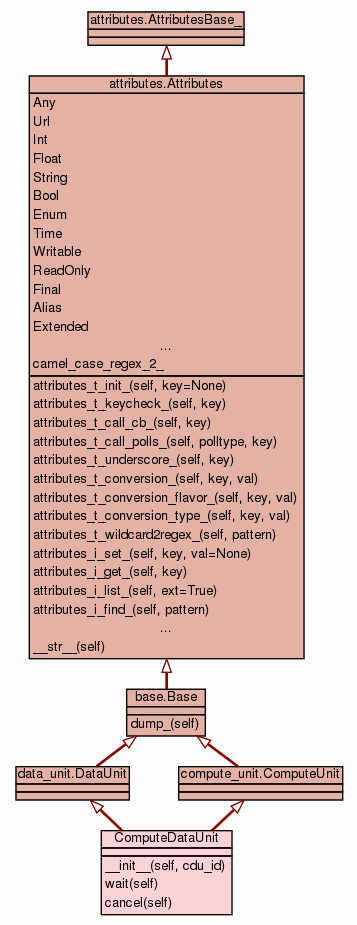 attributes.AttributesBase_
attributes.Attributes
Any
Url
Int
Float
String
Bool
Enum
Time
Writable
ReadOnly
Final
Alias
Extended
...
camel_case_regex_2_
attributes_t_init_(self, key=None)
attributes_t_keycheck_(self, key)
attributes_t_call_cb_(self, key)
attributes_t_call_polls_(self, polltype, key)
attributes_t_underscore_(self, key)
attributes_t_conversion_(self, key, val)
attributes_t_conversion_flavor_(self, key, val)
attributes_t_conversion_type_(self, key, val)
attributes_t_wildcard2regex_(self, pattern)
attributes_i_set_(self, key, val=None)
attributes_i_get_(self, key)
attributes_i_list_(self, ext=True)
attributes_i_find_(self, pattern)
...
__str__(self)
base.Base
dump_(self)
data_unit.DataUnit
compute_unit.ComputeUnit
ComputeDataUnit
__init__(self, cdu_id)
wait(self)
cancel(self)